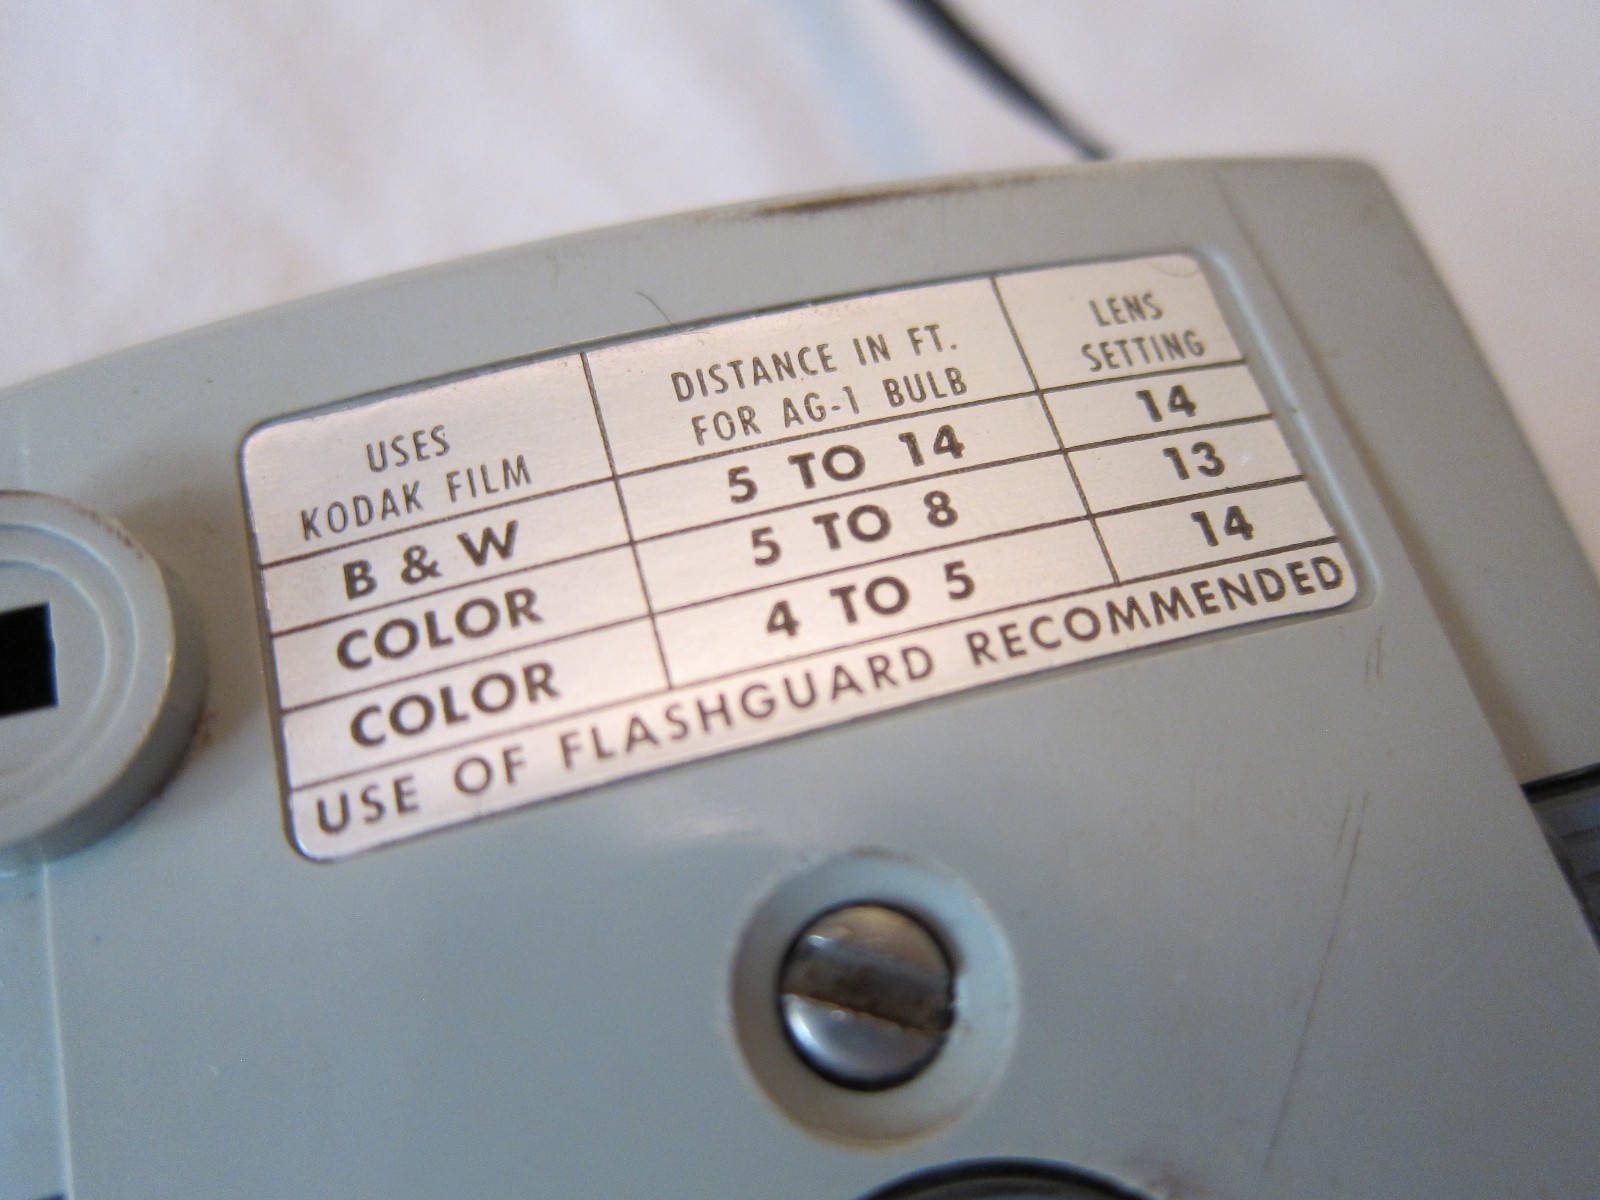 USES
KODAK FILM
DISTANCE IN FT.
FOR AG-1 BULB
LENS
SETTING
B & W 5 TO 14 14
COLOR 5 TO 8 13
COLOR 4 TO 5 14
USE OF FLASHGUARD RECOMMENDED